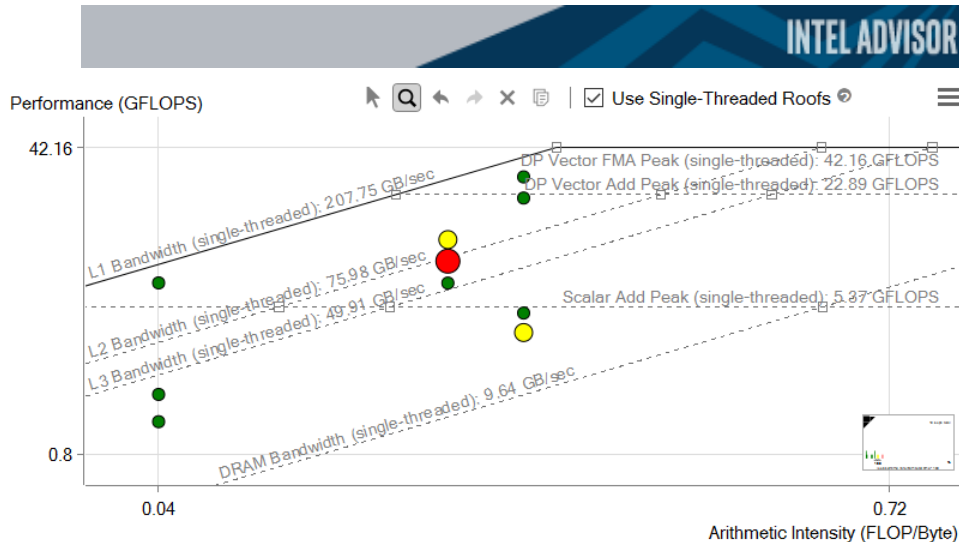 INTEL ADVISOR
Performance (GFLOPS)
Use Single-Threaded Roofs
42.16
DP Vector FMA Peak (single-threaded): 42.16 GFLOPS
DP Vector Add Peak (single-threaded): 22.89 GFLOPS
L1 Bandwidth (single-threaded): 207.75 GB/sec
L2 Bandwidth (single-threaded): 75.98 GB/sec
Scalar Add Peak (single-threaded): 5.37 GFLOPS
L3 Bandwidth (single-threaded): 49.91 GB/sec
DRAM Bandwidth (single-threaded): 9.64 GB/sec
0.8
0.04
0.72
Arithmetic Intensity (FLOP/Byte)